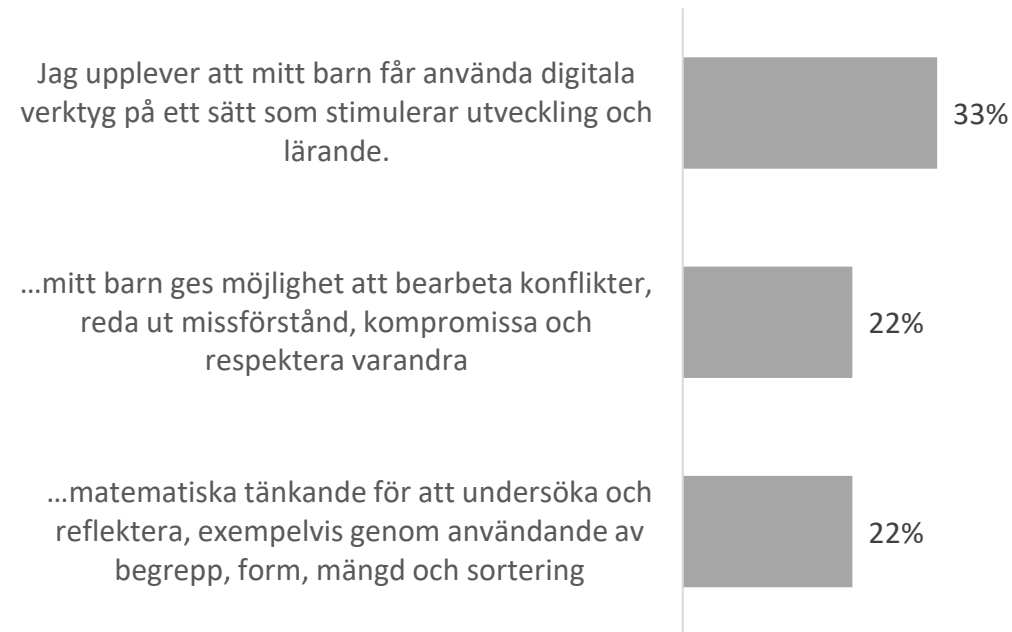 Jag upplever att mitt barn får använda digitala
verktyg på ett sätt som stimulerar utveckling och
lärande.
33%
…mitt barn ges möjlighet att bearbeta konflikter,
reda ut missförstånd, kompromissa och
respektera varandra
22%
…matematiska tänkande för att undersöka och
reflektera, exempelvis genom användande av
begrepp, form, mängd och sortering
22%